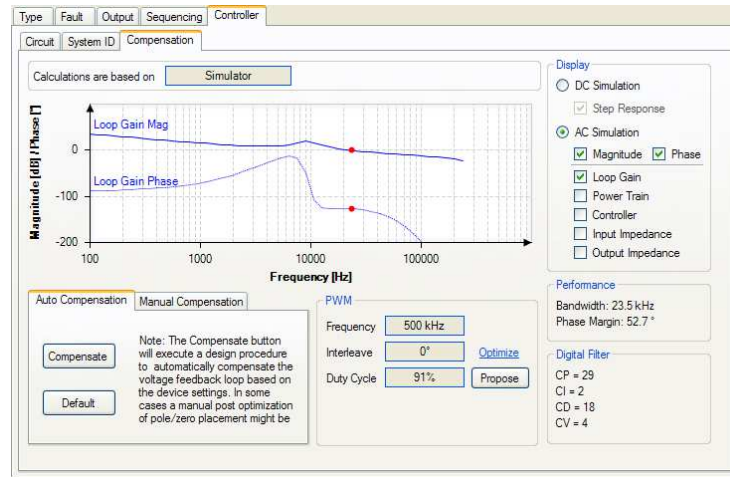 Type Fault Output Sequencing Controller
Circuit System ID Compensation
Calculations are based on Simulator
Loop Gain Mag
Loop Gain Phase
Magnitude [dB] / Phase [°]
0
-100
-200
100 1000 10000 100000
Frequency [Hz]
Display
DC Simulation
Step Response
AC Simulation
Magnitude Phase
Loop Gain
Power Train
Controller
Input Impedance
Output Impedance
Performance
Bandwidth: 23.5 kHz
Phase Margin: 52.7 °
Digital Filter
CP = 29
CI = 2
CD = 18
CV = 4
Auto Compensation Manual Compensation
Compensate
Default
Note: The Compensate button
will execute a design procedure
to automatically compensate the
voltage feedback loop based on
the device settings. In some
cases a manual post optimization
of pole/zero placement might be
PWM
Frequency 500 kHz
Interleave 0° Optimize
Duty Cycle 91% Propose